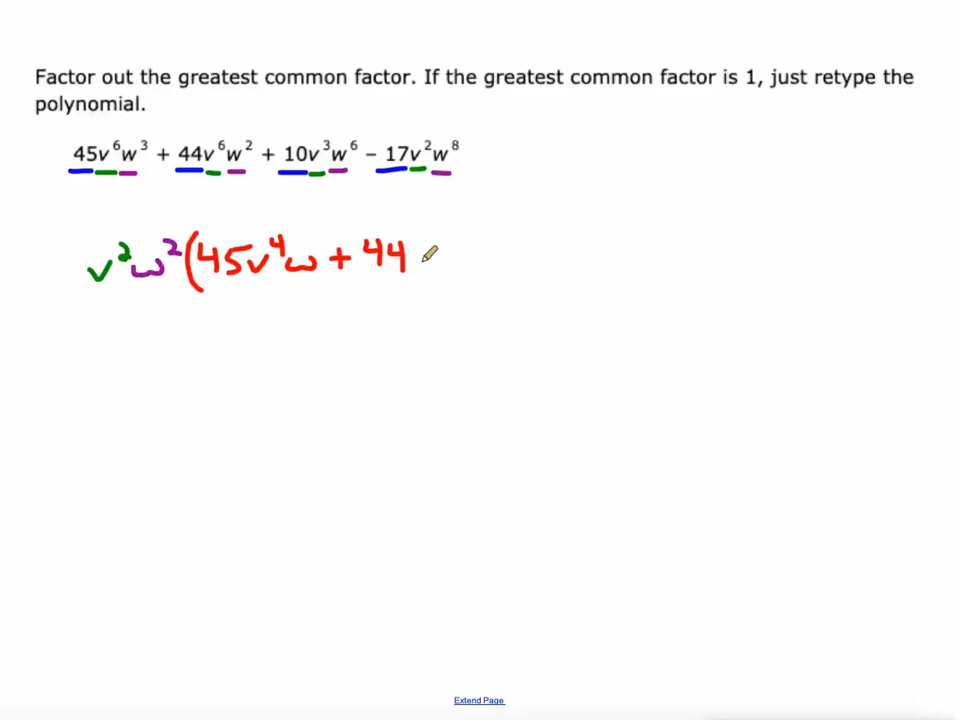 Factor out the greatest common factor. If the greatest common factor is 1, just retype the
polynomial.
45v⁶w³ + 44v⁶w² + 10v³w⁶ − 17v²w⁸
v²w²(45v⁴w + 44
Extend Page